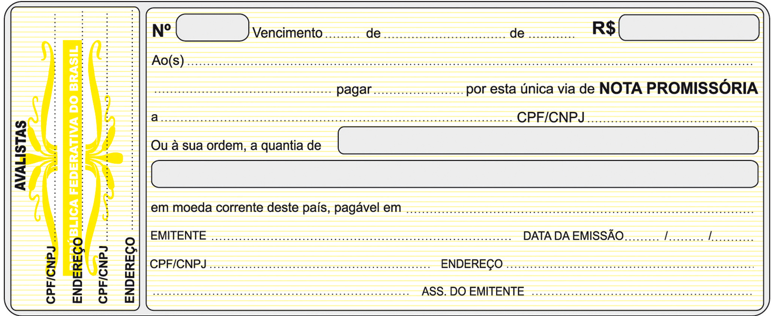 AVALISTAS
CPF/CNPJ
ENDEREÇO
CPF/CNPJ
ENDEREÇO
BLICA FEDERATIVA DO BRASIL
Nº Vencimento ....... de .......................... de ............ R$
Ao(s)
pagar .................... por esta única via de NOTA PROMISSÓRIA
a .................... CPF/CNPJ ....................
Ou à sua ordem, a quantia de
em moeda corrente deste país, pagável em
EMITENTE .................... DATA DA EMISSÃO ....... / ....... / .......
CPF/CNPJ .................... ENDEREÇO ....................
ASS. DO EMITENTE ....................